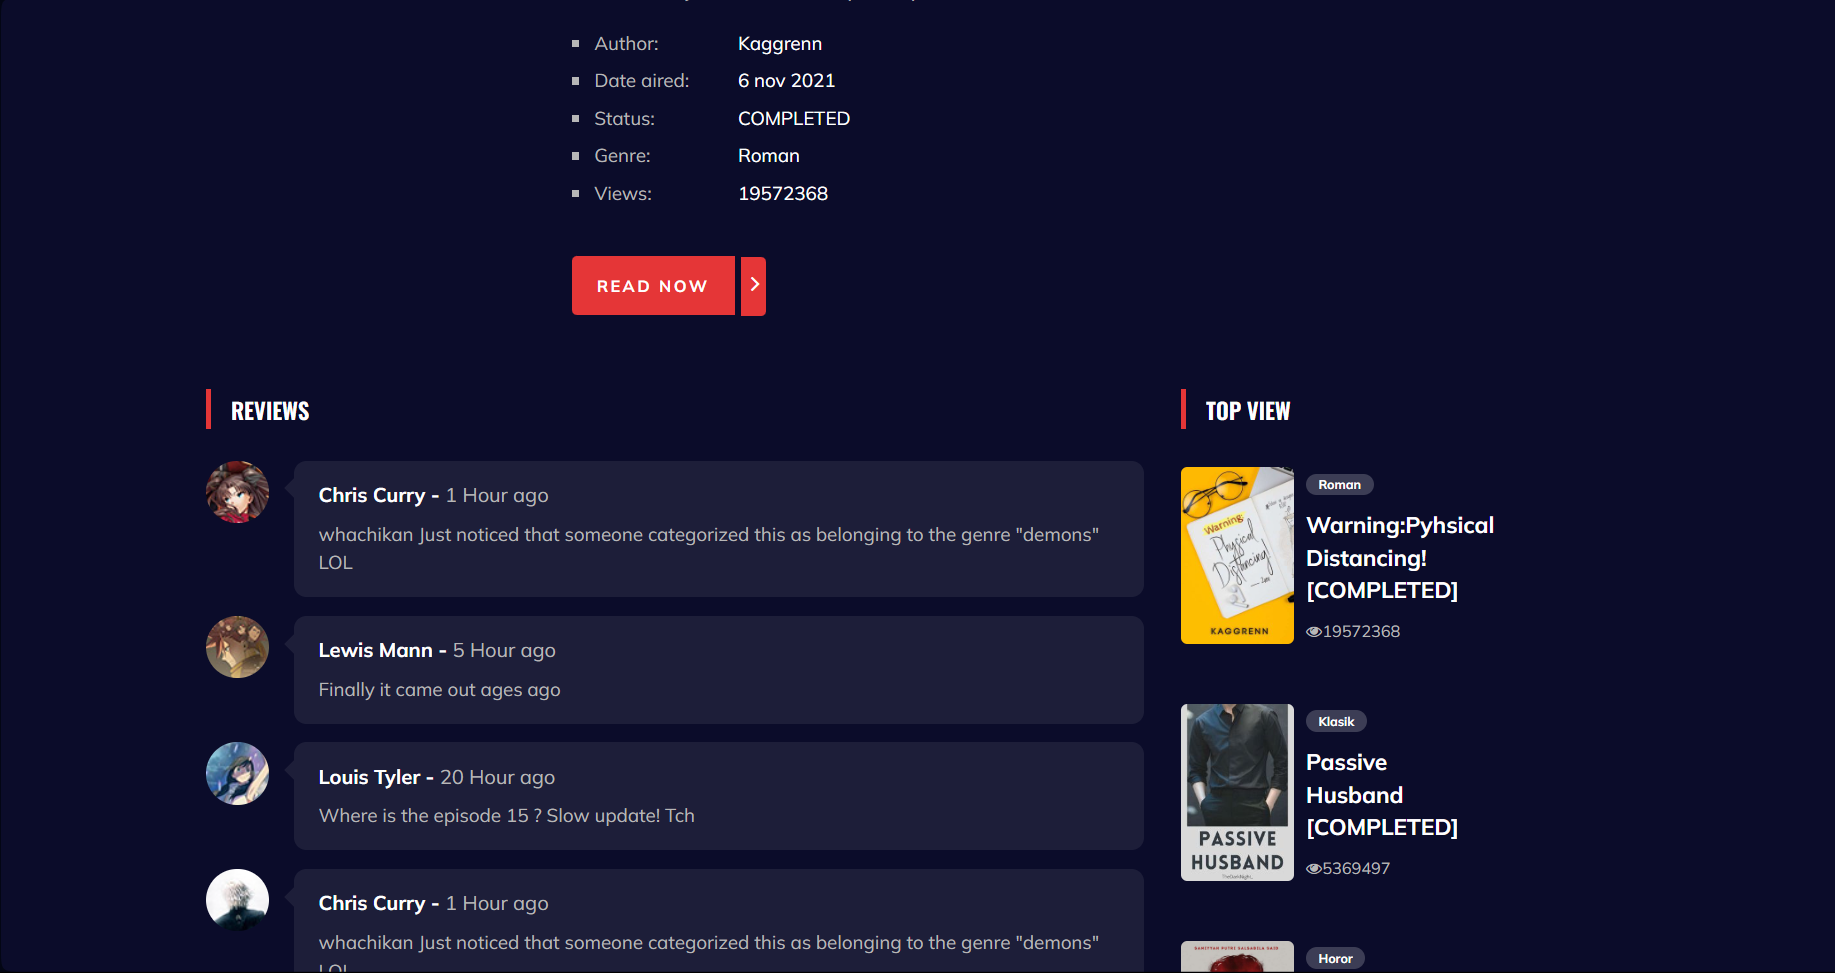 Author: Kaggrenn
Date aired: 6 nov 2021
Status: COMPLETED
Genre: Roman
Views: 19572368
READ NOW
REVIEWS
Chris Curry - 1 Hour ago
whachikan Just noticed that someone categorized this as belonging to the genre "demons"
LOL
Lewis Mann - 5 Hour ago
Finally it came out ages ago
Louis Tyler - 20 Hour ago
Where is the episode 15 ? Slow update! Tch
Chris Curry - 1 Hour ago
whachikan Just noticed that someone categorized this as belonging to the genre "demons"
LOL
TOP VIEW
Warning:
Physical
Distancing!
KAGGRENN
Roman
Warning:Pyhsical
Distancing!
[COMPLETED]
19572368
PASSIVE
HUSBAND
Klasik
Passive
Husband
[COMPLETED]
5369497
Horor